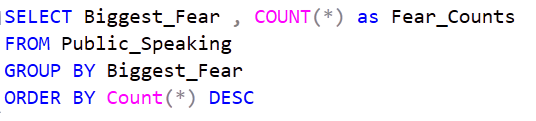 SELECT Biggest_Fear , COUNT(*) as Fear_Counts
FROM Public_Speaking
GROUP BY Biggest_Fear
ORDER BY Count(*) DESC